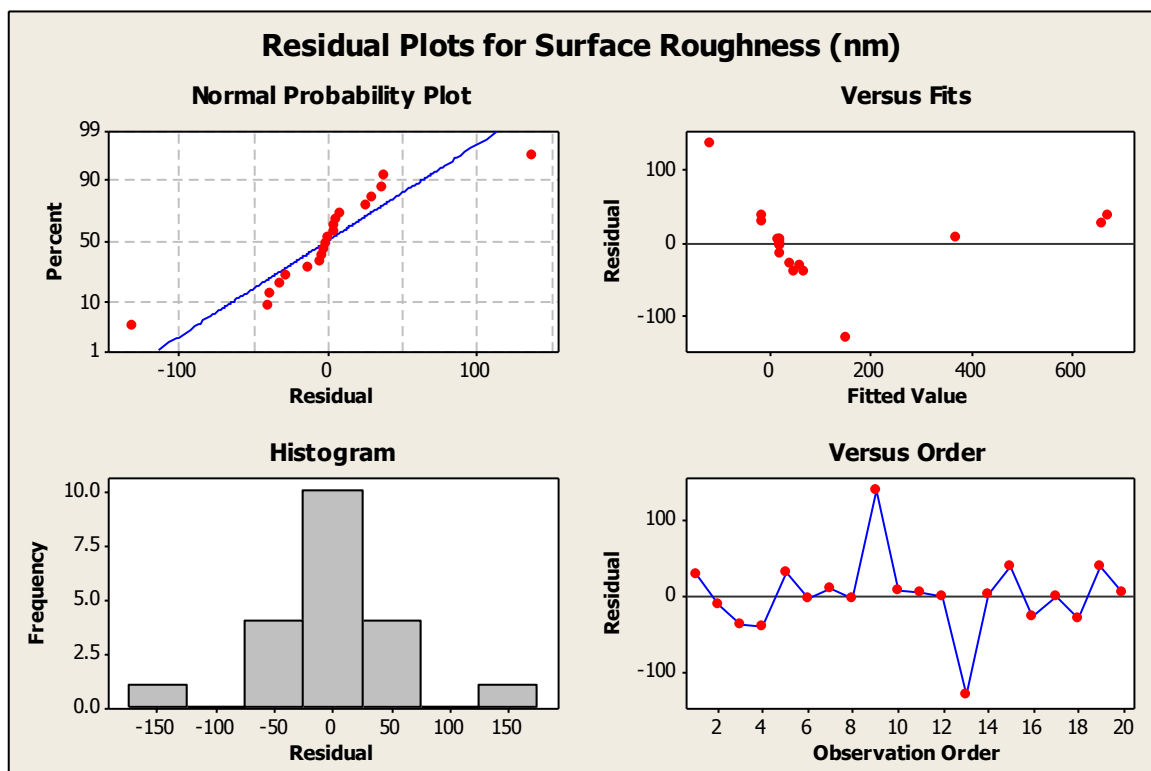 Residual Plots for Surface Roughness (nm)
Normal Probability Plot
99
90
50
10
1
Percent
-100 0 100
Residual
Versus Fits
100
0
-100
Residual
0 200 400 600
Fitted Value
Histogram
10.0
7.5
5.0
2.5
0.0
Frequency
-150 -100 -50 0 50 100 150
Residual
Versus Order
100
0
-100
Residual
2 4 6 8 10 12 14 16 18 20
Observation Order